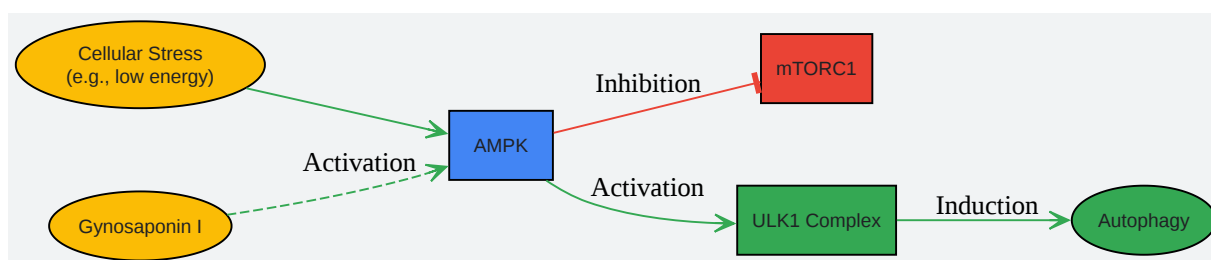 Cellular Stress
(e.g., low energy)
mTORC1
Inhibition
AMPK
Activation
Activation
Gynosaponin I
ULK1 Complex
Induction
Autophagy